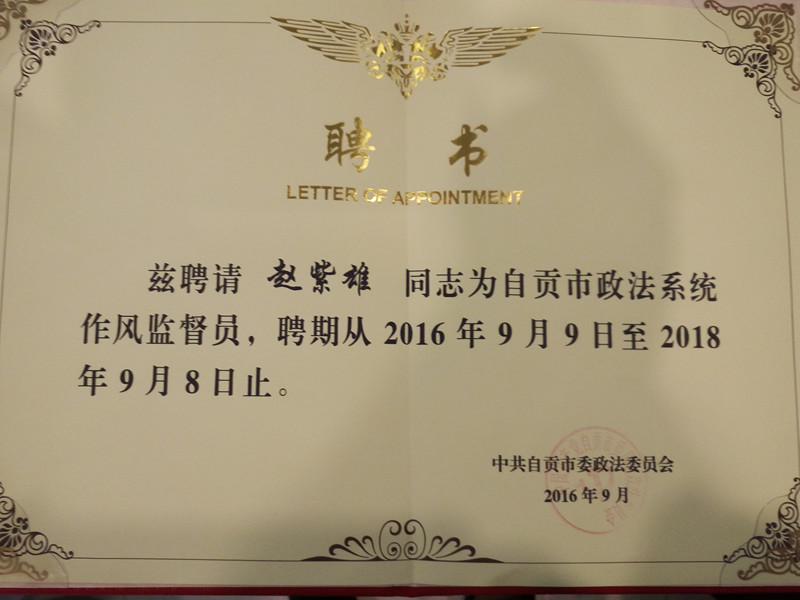 聘书
LETTER OF APPOINTMENT
兹聘请 赵紫雄 同志为自贡市政法系统
作风监督员，聘期从 2016 年 9 月 9 日至 2018
年 9 月 8 日止。
中共自贡市委政法委员会
2016 年 9 月